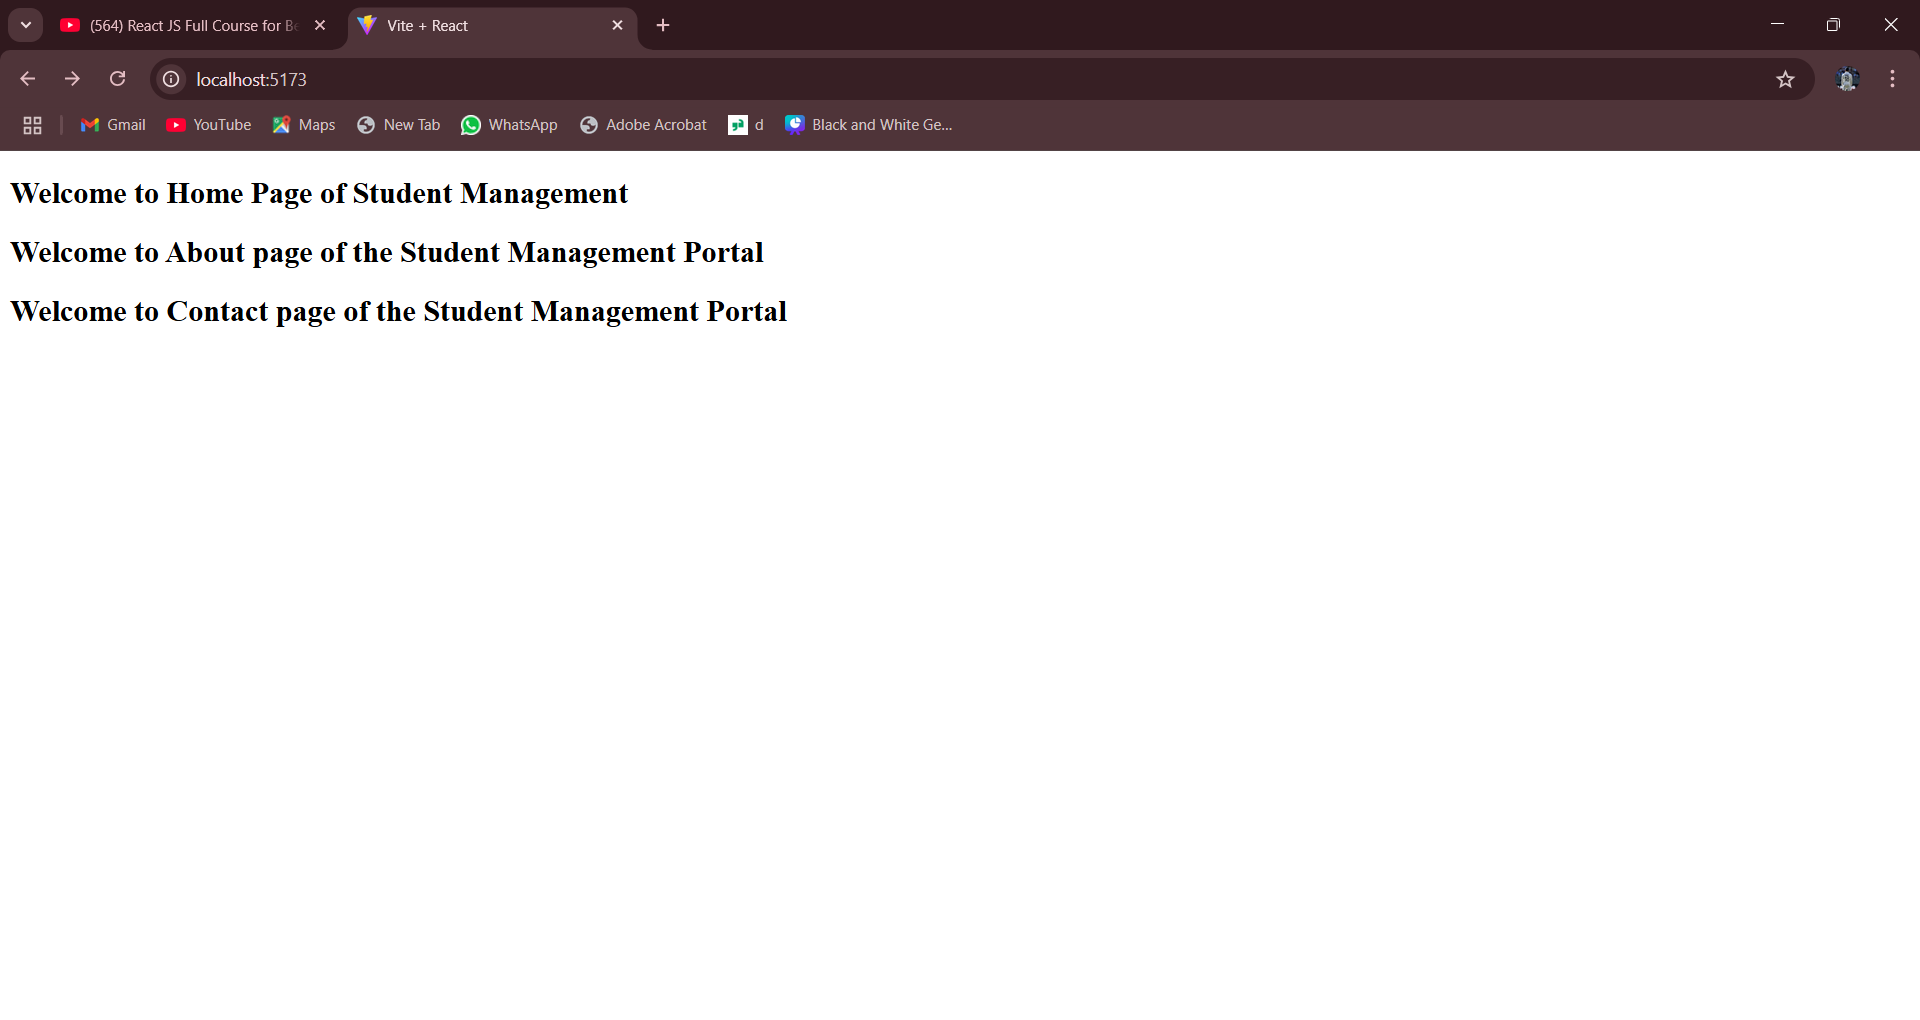 (564) React JS Full Course for Be
Vite + React
localhost:5173
Gmail
YouTube
Maps
New Tab
WhatsApp
Adobe Acrobat
d
Black and White Ge...
Welcome to Home Page of Student Management
Welcome to About page of the Student Management Portal
Welcome to Contact page of the Student Management Portal